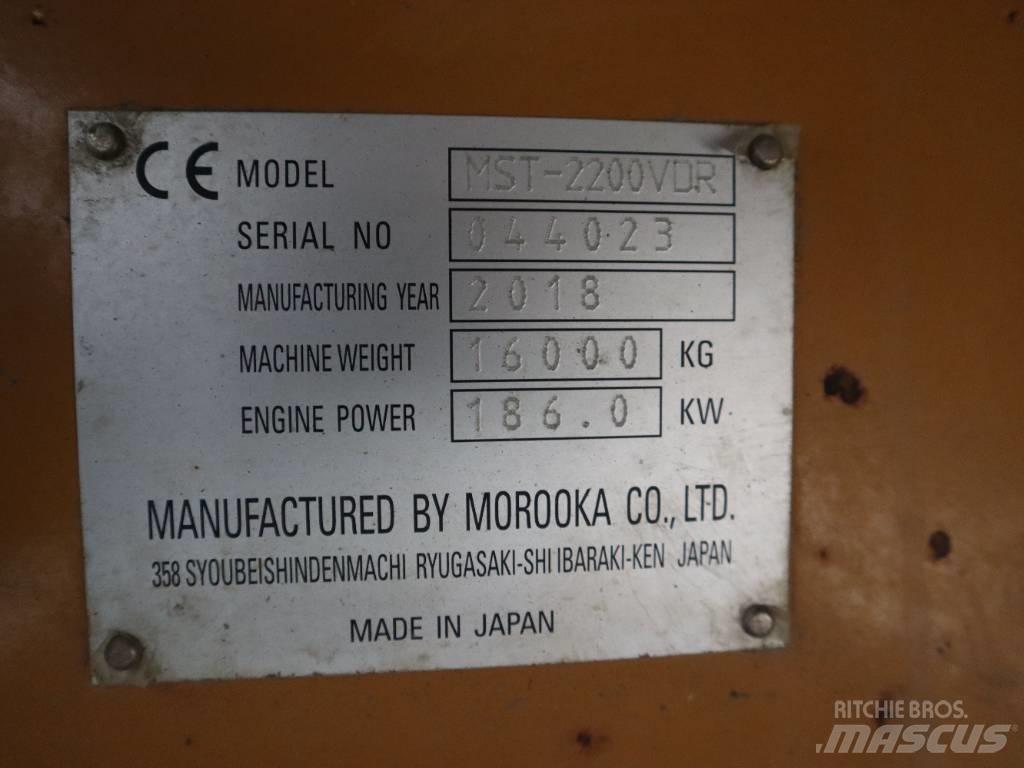 CE MODEL MST-2200VDR
SERIAL NO 044023
MANUFACTURING YEAR 2018
MACHINE WEIGHT 16000 KG
ENGINE POWER 186.0 KW
MANUFACTURED BY MOROOKA CO., LTD.
358 SYOUBEISHINDENMACHI RYUGASAKI-SHI IBARAKI-KEN JAPAN
MADE IN JAPAN
RITCHIE BROS.
MASCUS